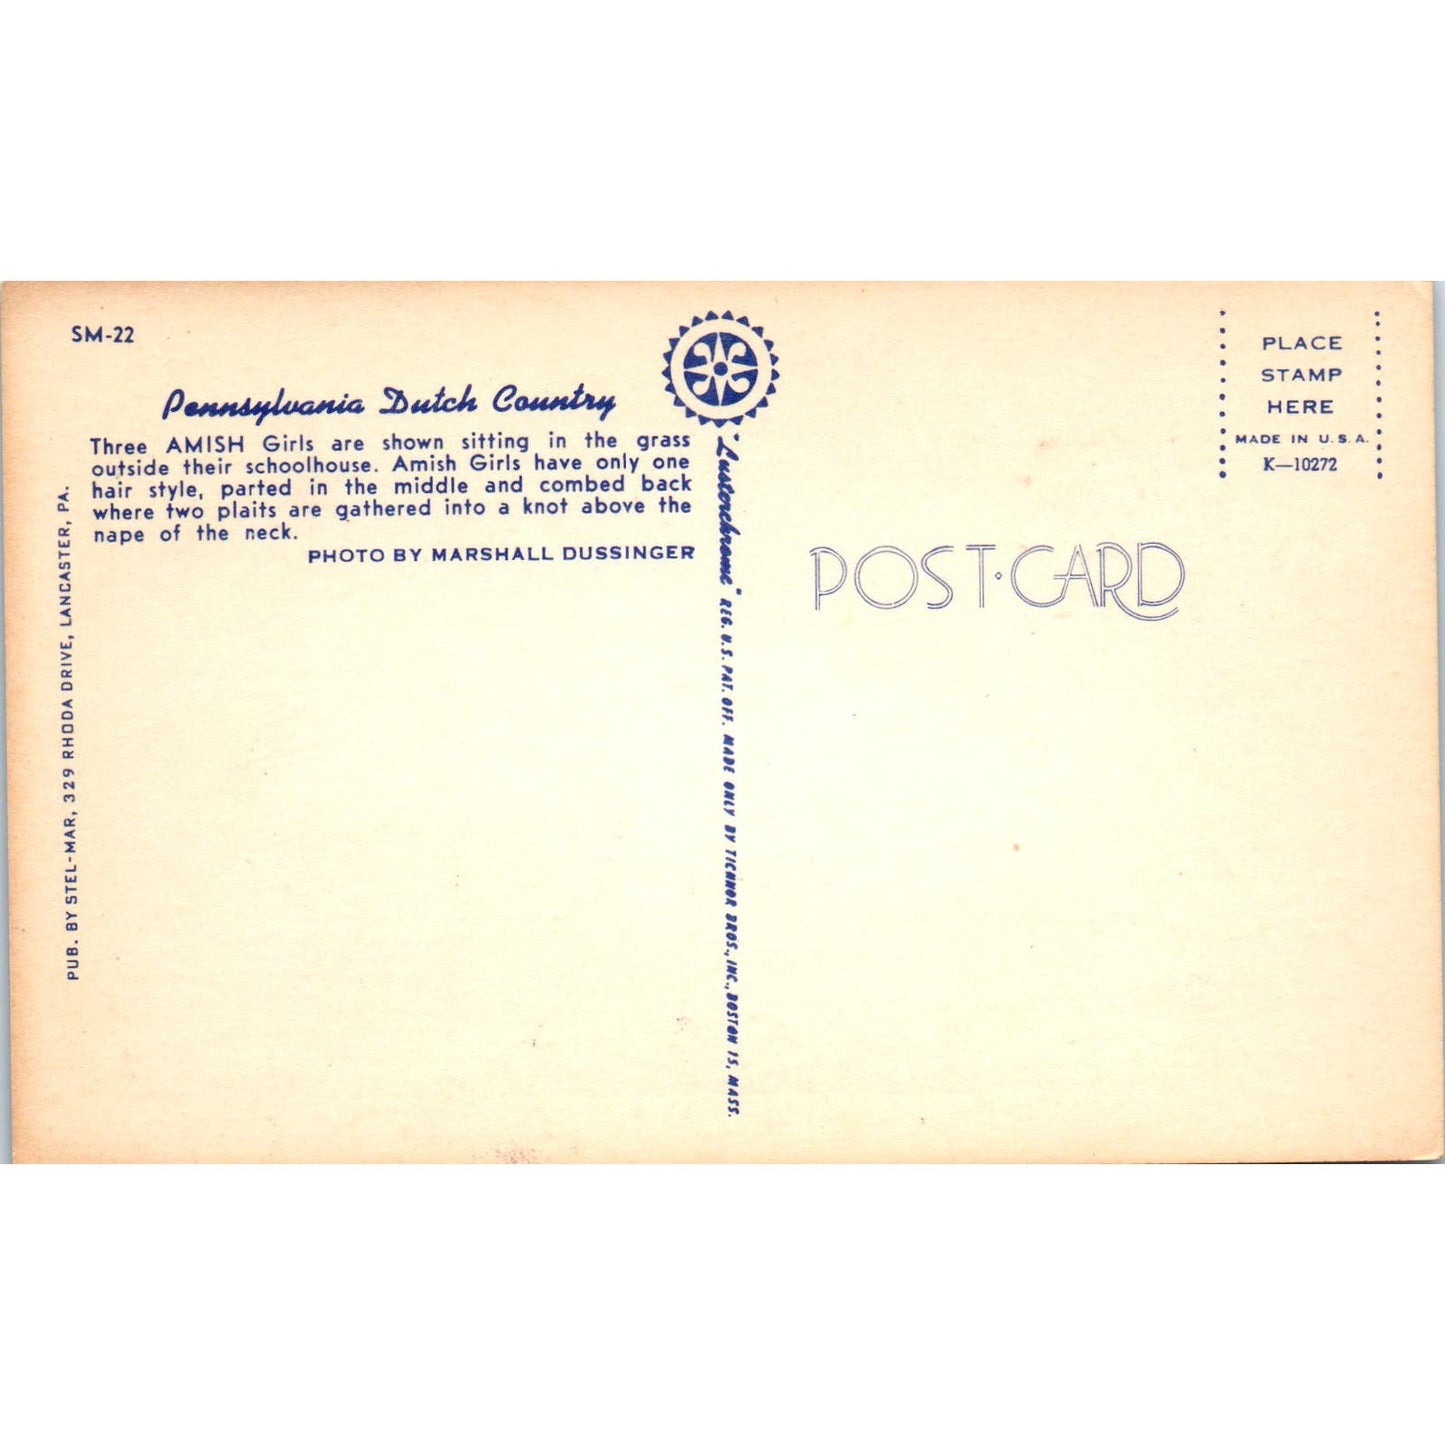 SM-22
Pennsylvania Dutch Country
Three AMISH Girls are shown sitting in the grass
outside their schoolhouse. Amish Girls have only one
hair style, parted in the middle and combed back
where two plaits are gathered into a knot above the
nape of the neck.
PHOTO BY MARSHALL DUSSINGER
PUB. BY STEL-MAR, 329 RHODA DRIVE, LANCASTER, PA.
"Lusterchrome" REG. U.S. PAT. OFF. MADE ONLY BY TICHNOR BROS., INC., BOSTON 15, MASS.
PLACE
STAMP
HERE
MADE IN U.S.A.
K—10272
POST·CARD